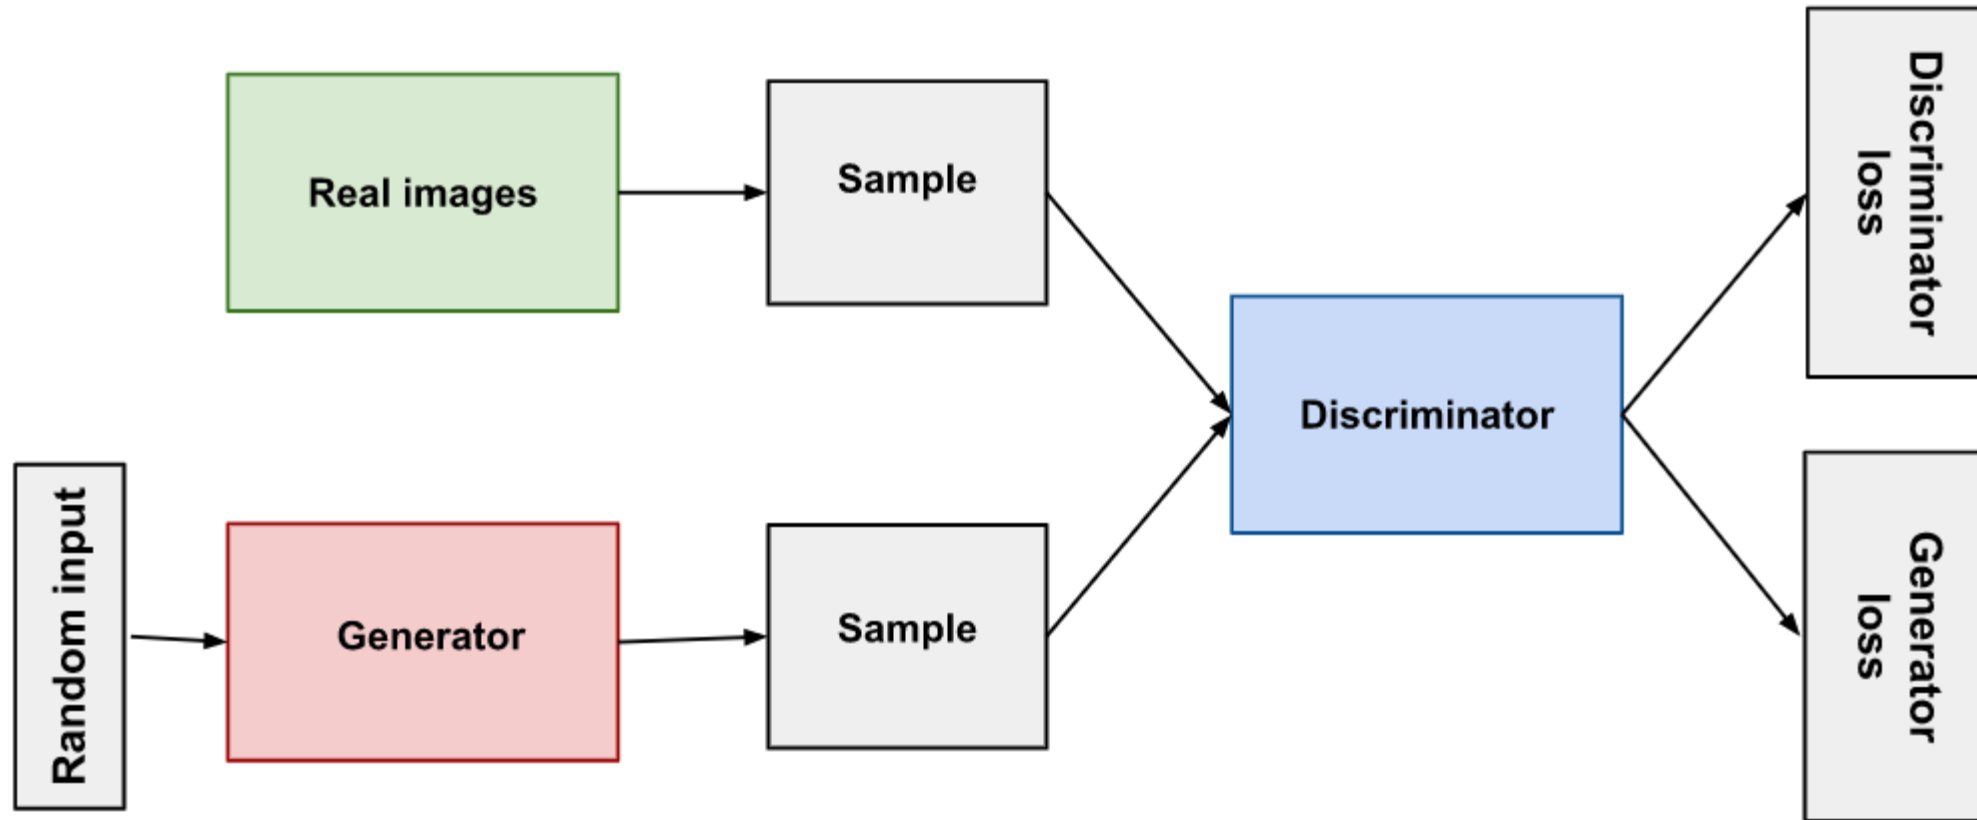 Real images
Sample
Discriminator
loss
Discriminator
Random input
Generator
Sample
Generator
loss